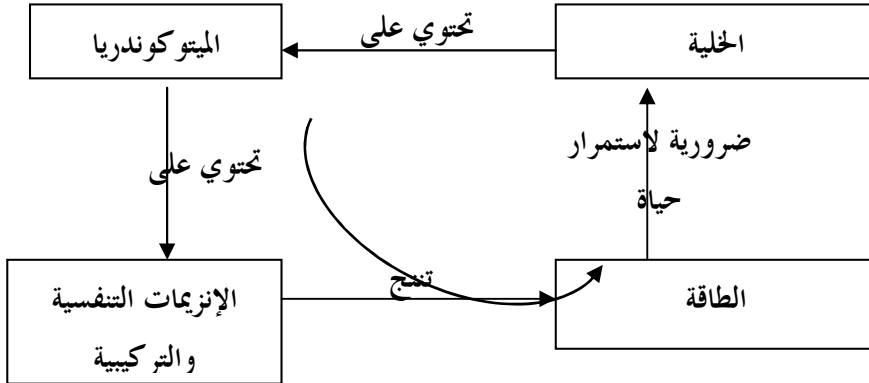 الخلية
تحتوي على
الميتوكوندريا
ضرورية لاستمرار
حياة
تحتوي على
الطاقة
تنتج
الإنزيمات التنفسية
والتركيبية